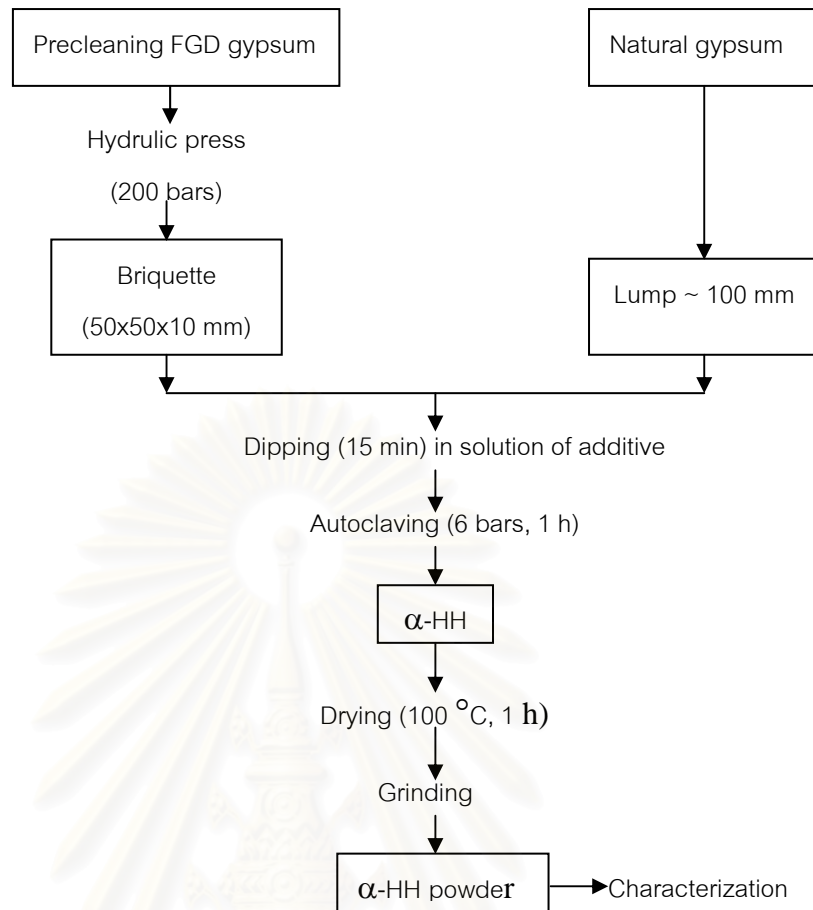 Precleaning FGD gypsum
Natural gypsum
Hydrulic press
(200 bars)
Briquette
(50x50x10 mm)
Lump ~ 100 mm
Dipping (15 min) in solution of additive
Autoclaving (6 bars, 1 h)
α-HH
Drying (100 °C, 1 h)
Grinding
α-HH powder
Characterization